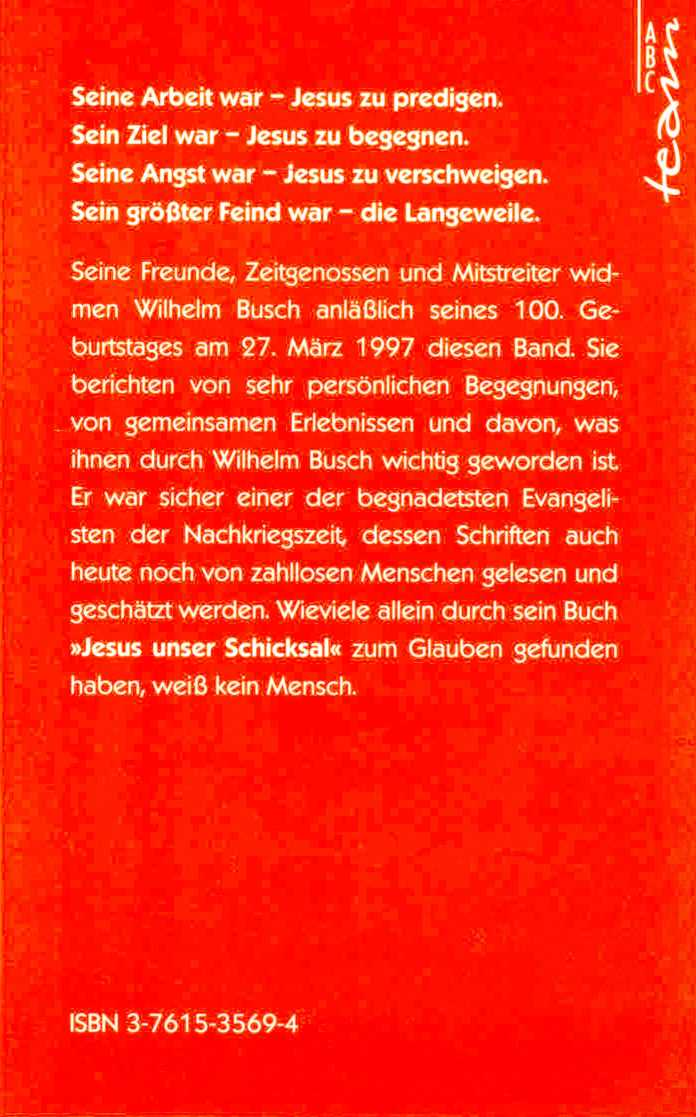 ABC
team
Seine Arbeit war – Jesus zu predigen.
Sein Ziel war – Jesus zu begegnen.
Seine Angst war – Jesus zu verschweigen.
Sein größter Feind war – die Langeweile.
Seine Freunde, Zeitgenossen und Mitstreiter wid-
men Wilhelm Busch anläßlich seines 100. Ge-
burtstages am 27. März 1997 diesen Band. Sie
berichten von sehr persönlichen Begegnungen,
von gemeinsamen Erlebnissen und davon, was
ihnen durch Wilhelm Busch wichtig geworden ist.
Er war sicher einer der begnadetsten Evangeli-
sten der Nachkriegszeit, dessen Schriften auch
heute noch von zahllosen Menschen gelesen und
geschätzt werden. Wieviele allein durch sein Buch
»Jesus unser Schicksal« zum Glauben gefunden
haben, weiß kein Mensch.
ISBN 3-7615-3569-4